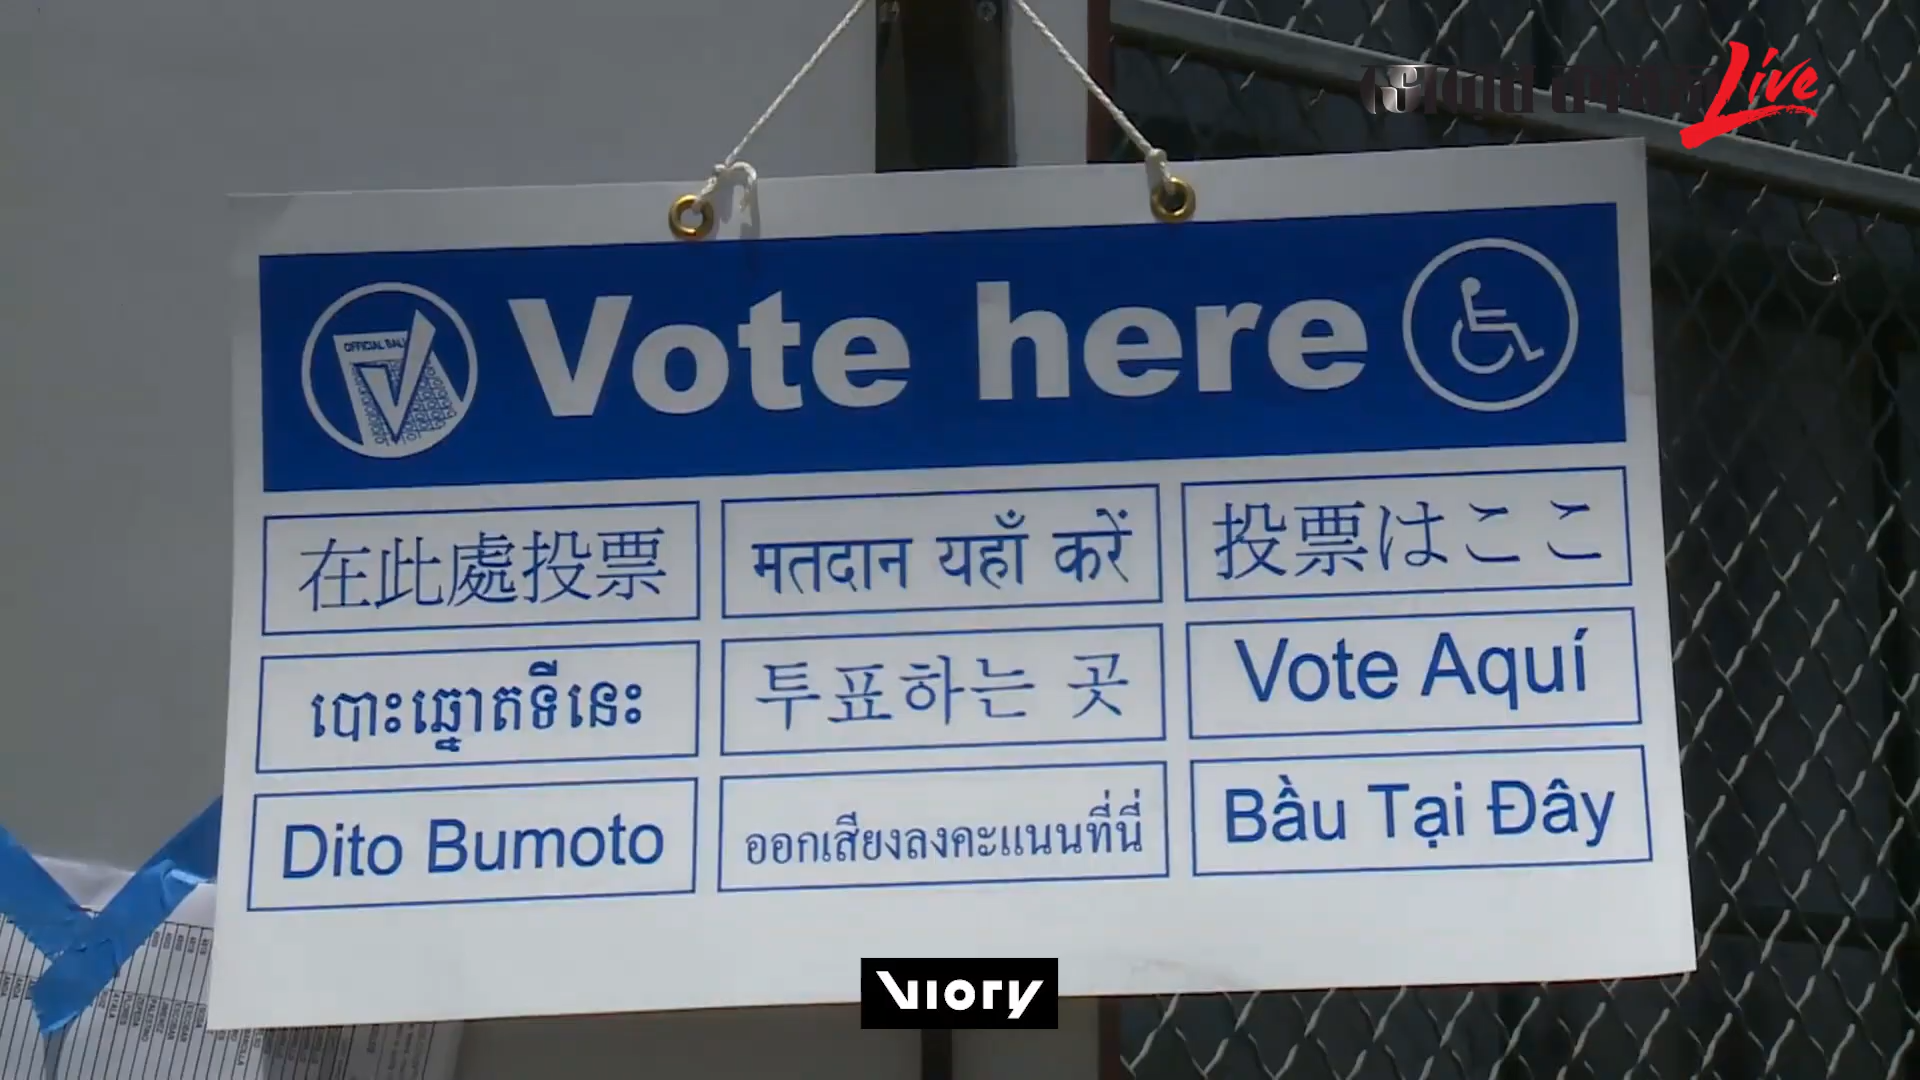 Live
OFFICIAL BAL
Vote here
在此處投票
मतदान यहाँ करें
投票はここ
បោះឆ្នោតទីនេះ
투표하는 곳
Vote Aquí
Dito Bumoto
ออกเสียงลงคะแนนที่นี่
Bầu Tại Đây
VIORY